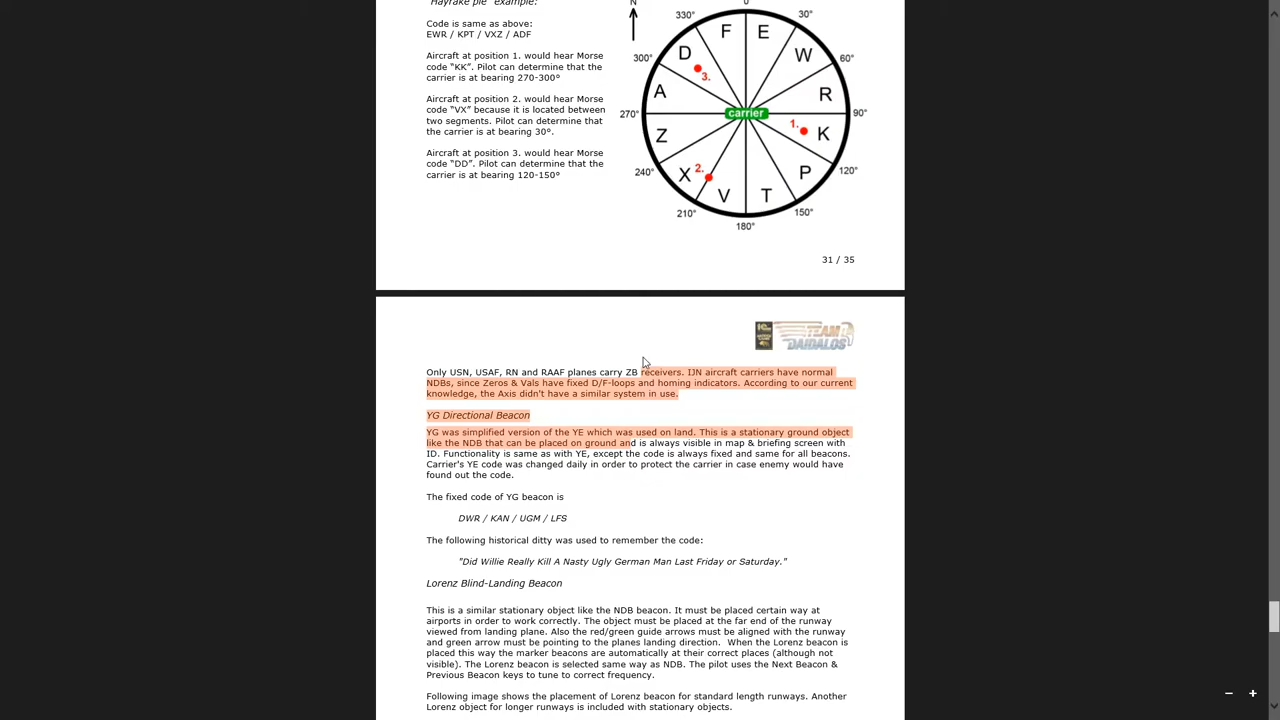 "Hayrake pie" example:
Code is same as above:
EWR / KPT / VXZ / ADF
Aircraft at position 1. would hear Morse
code "KK". Pilot can determine that the
carrier is at bearing 270-300°
Aircraft at position 2. would hear Morse
code "VX" because it is located between
two segments. Pilot can determine that
the carrier is at bearing 30°.
Aircraft at position 3. would hear Morse
code "DD". Pilot can determine that the
carrier is at bearing 120-150°
N
0
330°
30°
F
E
D
W
300°
60°
3.
A
R
270°
carrier
90°
1.
Z
K
240°
X
2.
P
120°
V
T
210°
150°
180°
31 / 35
TEAM
DAIDALOS
Only USN, USAF, RN and RAAF planes carry ZB receivers. IJN aircraft carriers have normal
NDBs, since Zeros & Vals have fixed D/F-loops and homing indicators. According to our current
knowledge, the Axis didn't have a similar system in use.
YG Directional Beacon
YG was simplified version of the YE which was used on land. This is a stationary ground object
like the NDB that can be placed on ground and is always visible in map & briefing screen with
ID. Functionality is same as with YE, except the code is always fixed and same for all beacons.
Carrier's YE code was changed daily in order to protect the carrier in case enemy would have
found out the code.
The fixed code of YG beacon is
DWR / KAN / UGM / LFS
The following historical ditty was used to remember the code:
"Did Willie Really Kill A Nasty Ugly German Man Last Friday or Saturday."
Lorenz Blind-Landing Beacon
This is a similar stationary object like the NDB beacon. It must be placed certain way at
airports in order to work correctly. The object must be placed at the far end of the runway
viewed from landing plane. Also the red/green guide arrows must be aligned with the runway
and green arrow must be pointing to the planes landing direction. When the Lorenz beacon is
placed this way the marker beacons are automatically at their correct places (although not
visible). The Lorenz beacon is selected same way as NDB. The pilot uses the Next Beacon &
Previous Beacon keys to tune to correct frequency.
Following image shows the placement of Lorenz beacon for standard length runways. Another
Lorenz object for longer runways is included with stationary objects.